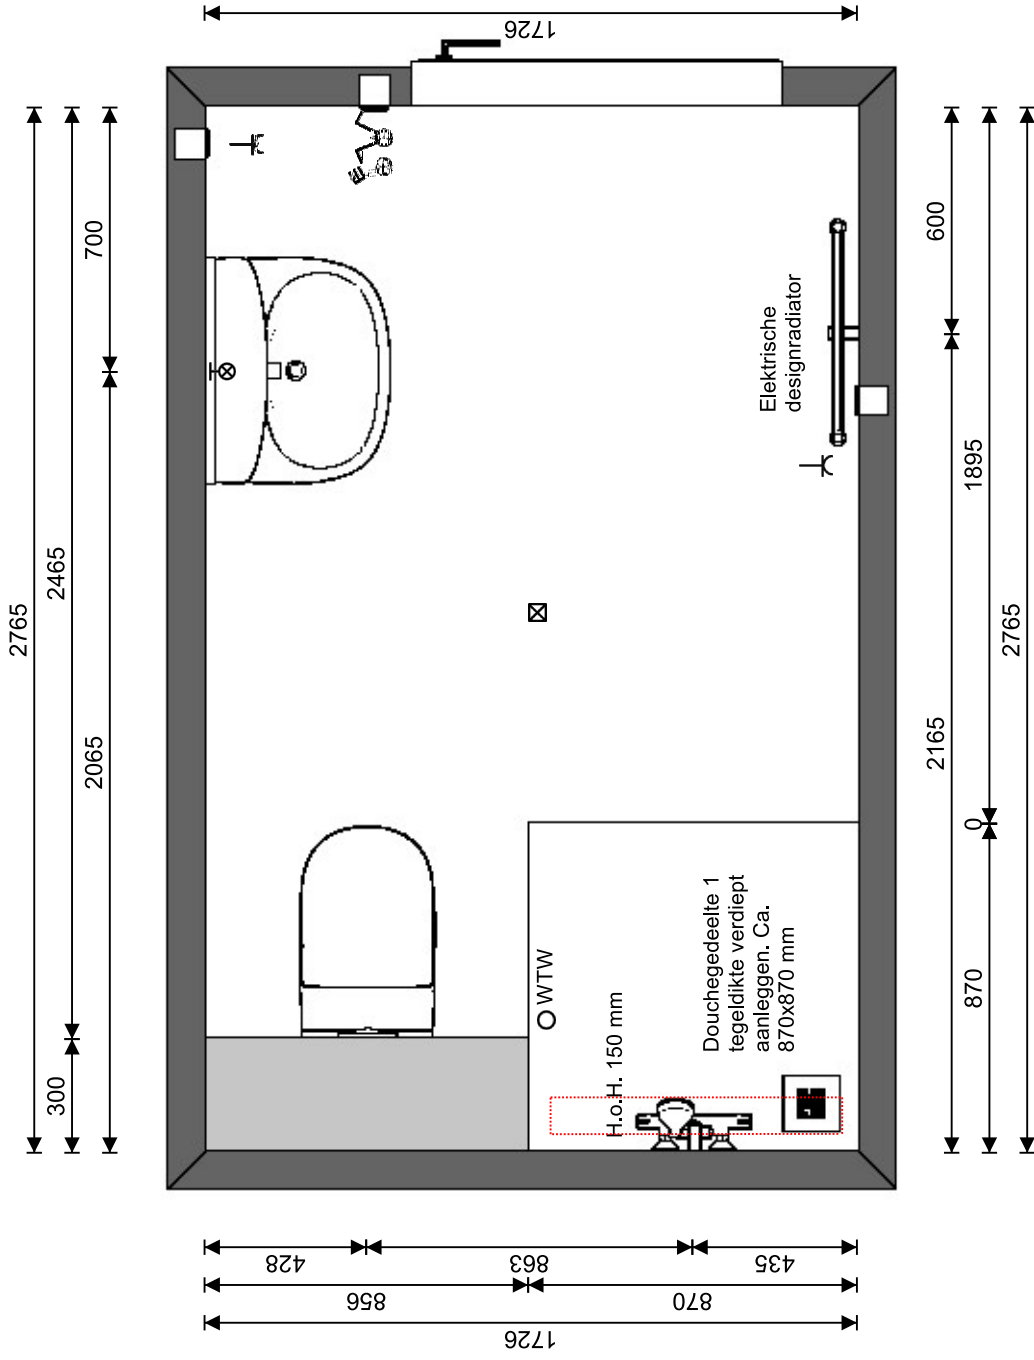 1726
700
2465
2765
2065
300
600
1895
2765
2165
0
870
Elektrische
designradiator
WTW
H.o.H. 150 mm
Douchegedeelte 1
tegeldikte verdiept
aanleggen. Ca.
870x870 mm
428
863
435
856
870
1726